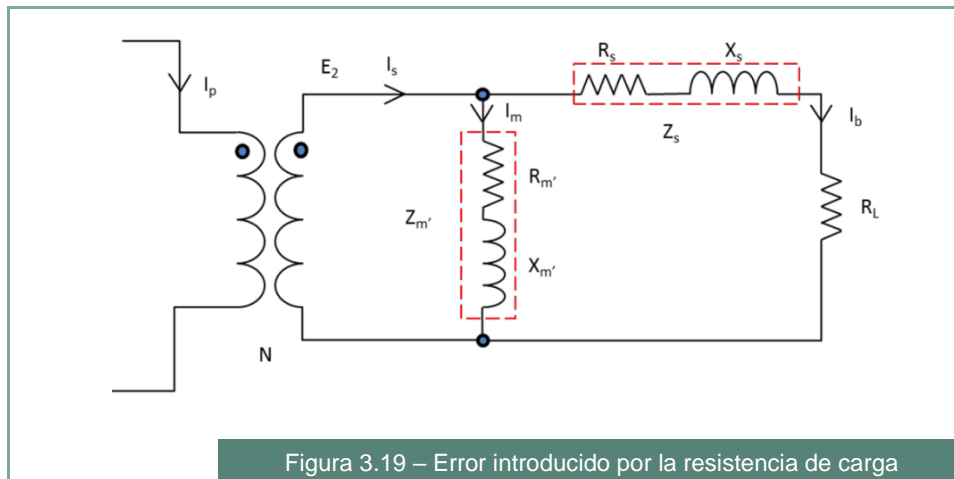 Rs
Xs
E2
Is
Ip
Im
Ib
Zs
Rm'
Zm'
RL
Xm'
N
Figura 3.19 – Error introducido por la resistencia de carga